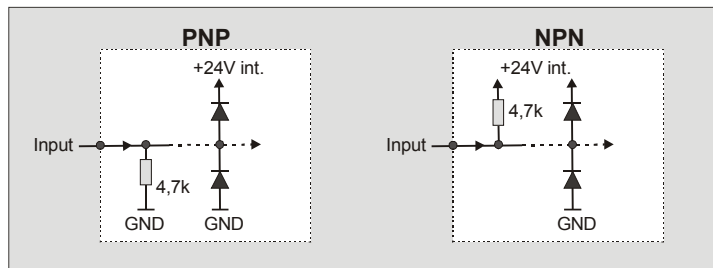 PNP
+24V int.
Input
4,7k
GND
GND
NPN
+24V int.
4,7k
Input
GND